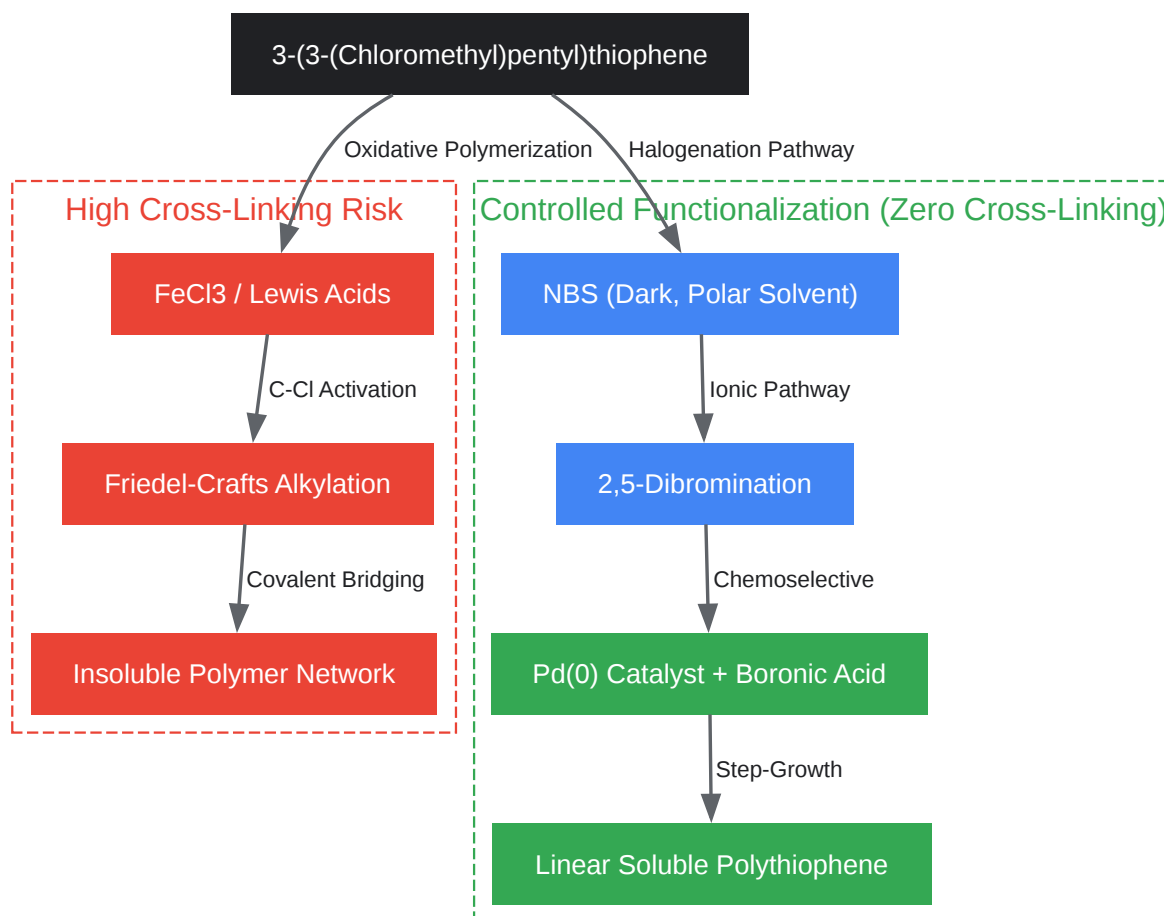 3-(3-(Chloromethyl)pentyl)thiophene
Oxidative Polymerization
Halogenation Pathway
High Cross-Linking Risk
Controlled Functionalization (Zero Cross-Linking)
FeCl3 / Lewis Acids
NBS (Dark, Polar Solvent)
C-Cl Activation
Ionic Pathway
Friedel-Crafts Alkylation
2,5-Dibromination
Covalent Bridging
Chemoselective
Insoluble Polymer Network
Pd(0) Catalyst + Boronic Acid
Step-Growth
Linear Soluble Polythiophene